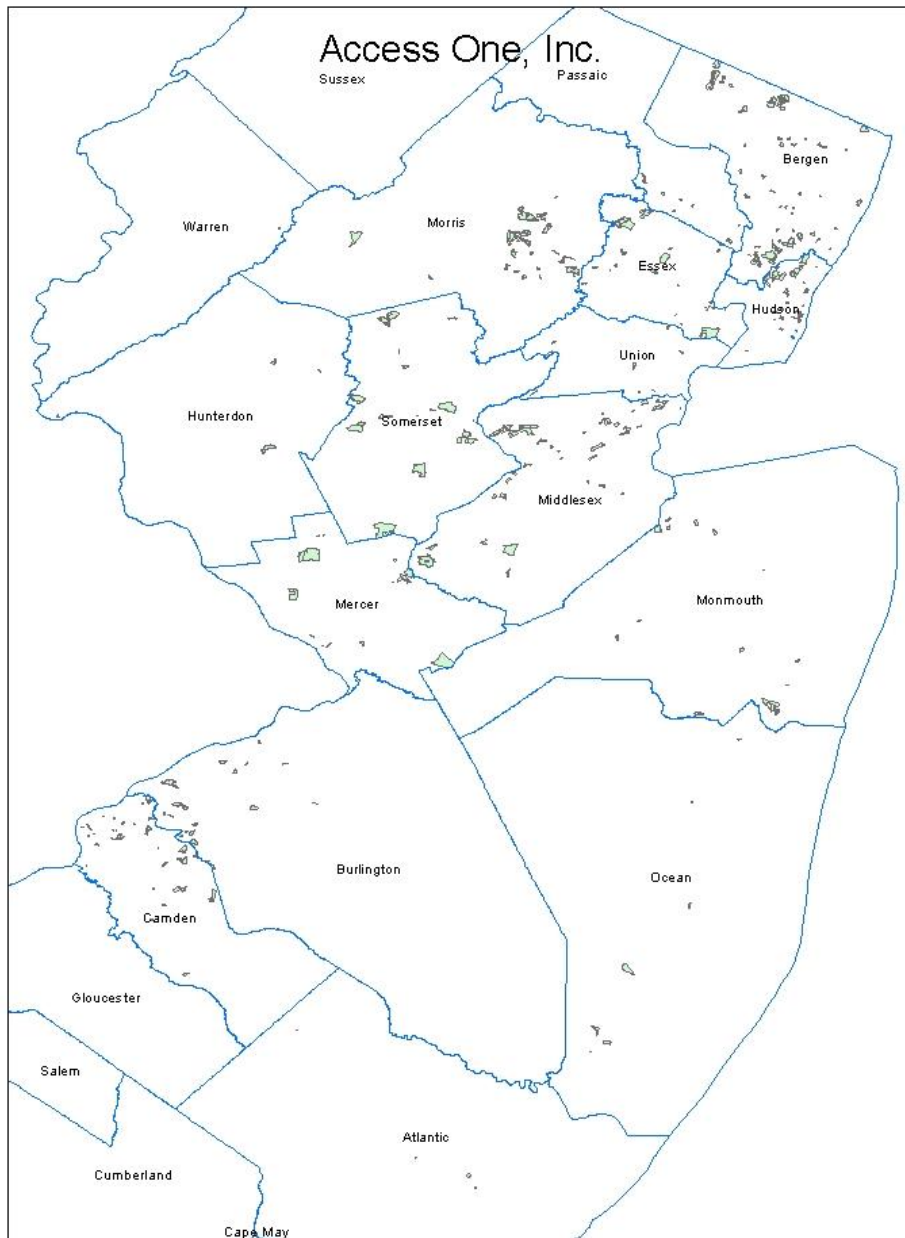 Access One, Inc.
Sussex
Passaic
Bergen
Warren
Morris
Essex
Hudson
Union
Hunterdon
Somerset
Middlesex
Mercer
Monmouth
Burlington
Ocean
Camden
Gloucester
Salem
Atlantic
Cumberland
Cape May